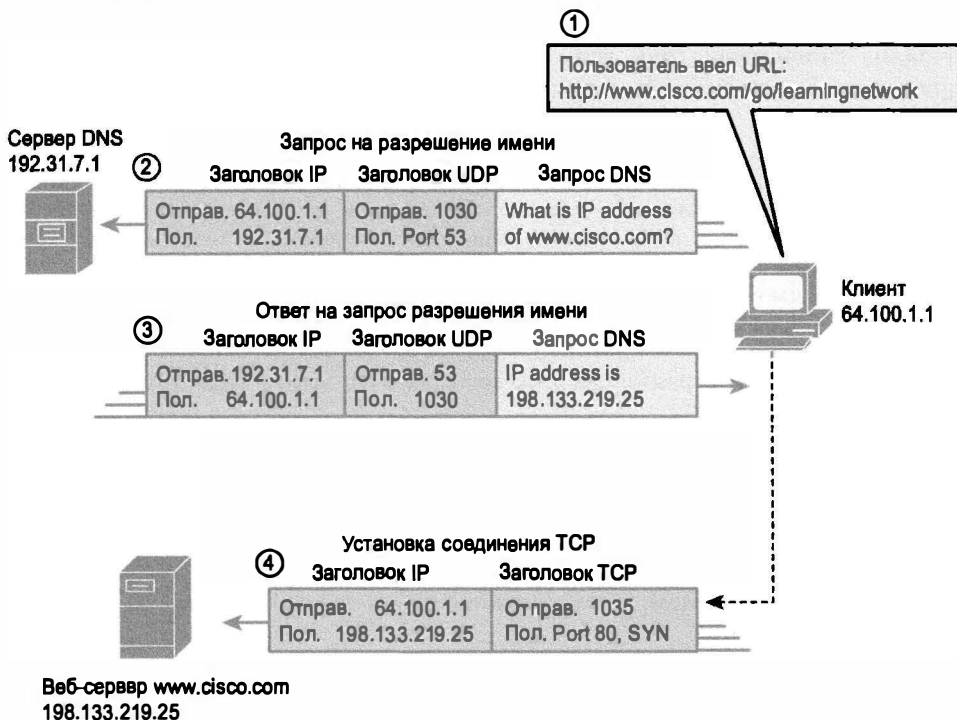 ①
Пользователь ввел URL:
http://www.cisco.com/go/learningnetwork
Сервер DNS
192.31.7.1
Запрос на разрешение имени
②
Заголовок IP Заголовок UDP Запрос DNS
Отправ. 64.100.1.1 Отправ. 1030 What is IP address
Пол. 192.31.7.1 Пол. Port 53 of www.cisco.com?
Клиент
64.100.1.1
Ответ на запрос разрешения имени
③
Заголовок IP Заголовок UDP Запрос DNS
Отправ. 192.31.7.1 Отправ. 53 IP address is
Пол. 64.100.1.1 Пол. 1030 198.133.219.25
Установка соединения TCP
④
Заголовок IP Заголовок TCP
Отправ. 64.100.1.1 Отправ. 1035
Пол. 198.133.219.25 Пол. Port 80, SYN
Веб-серввр www.cisco.com
198.133.219.25